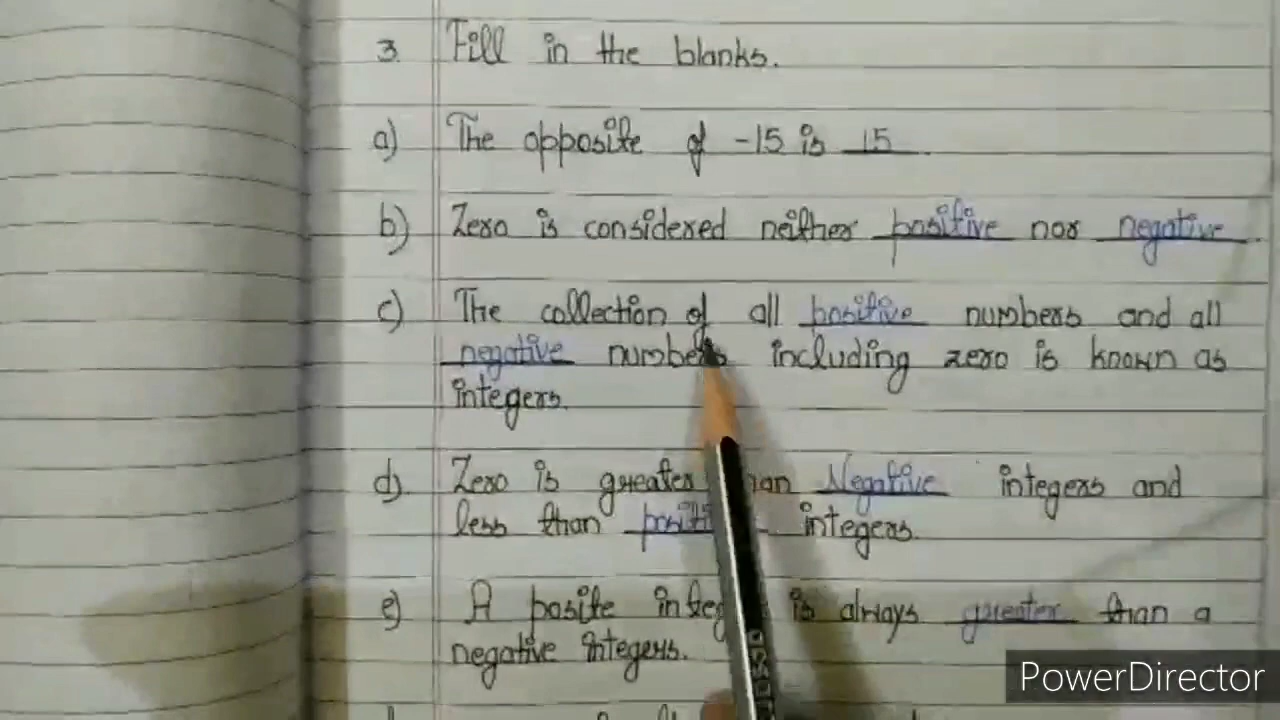 3. Fill in the blanks.
a) The opposite of -15 is 15.
b) Zero is considered neither positive nor negative.
c) The collection of all positive numbers and all
negative numbers including zero is known as
integers.
d) Zero is greater than Negative integers and
less than integers.
e) A posite is always greater than a
negative integers.
PowerDirector